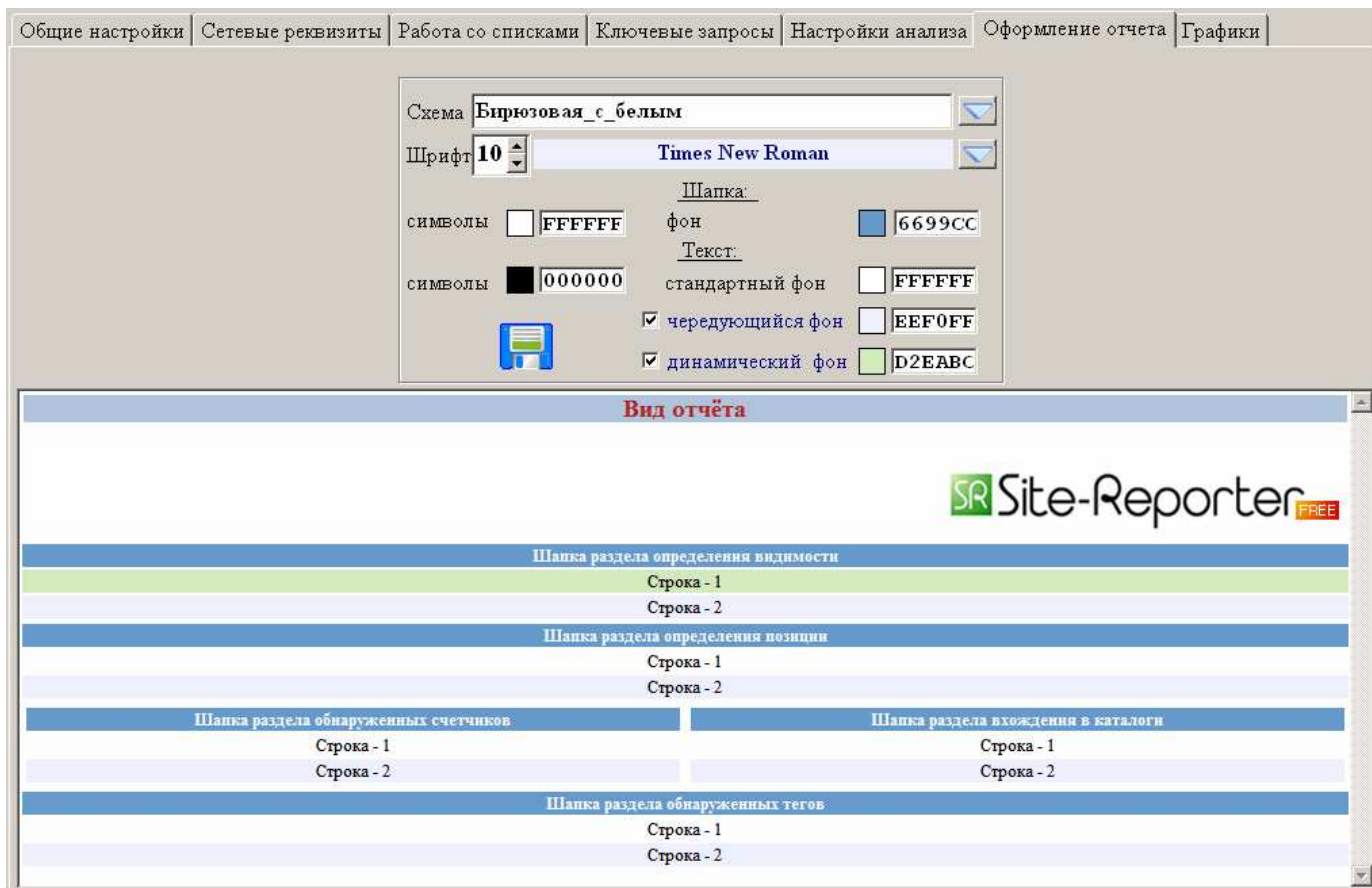 Общие настройки Сетевые реквизиты Работа со списками Ключевые запросы Настройки анализа Оформление отчета Графики
Схема Бирюзовая_с_белым
Шрифт 10 Times New Roman
Шапка:
символы FFFFFF фон 6699CC
Текст:
символы 000000 стандартный фон FFFFFF
чередующийся фон EEF0FF
динамический фон D2EABC
Вид отчёта
SR Site-Reporter FREE
Шапка раздела определения видимости
Строка - 1
Строка - 2
Шапка раздела определения позиции
Строка - 1
Строка - 2
Шапка раздела обнаруженных счетчиков Шапка раздела вхождения в каталоги
Строка - 1 Строка - 1
Строка - 2 Строка - 2
Шапка раздела обнаруженных тегов
Строка - 1
Строка - 2